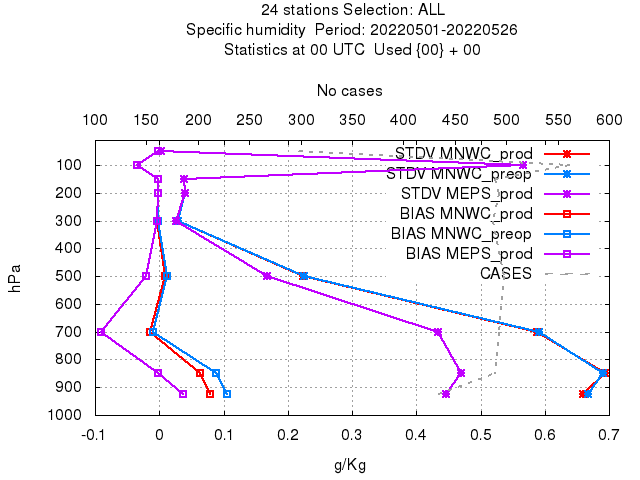 24 stations Selection: ALL
Specific humidity  Period: 20220501-20220526
Statistics at 00 UTC  Used {00} + 00
No cases
100 150 200 250 300 350 400 450 500 550 600
STDV MNWC_prod
STDV MNWC_preop
STDV MEPS_prod
BIAS MNWC_prod
BIAS MNWC_preop
BIAS MEPS_prod
CASES
hPa
100
200
300
400
500
600
700
800
900
1000
-0.1 0 0.1 0.2 0.3 0.4 0.5 0.6 0.7
g/Kg